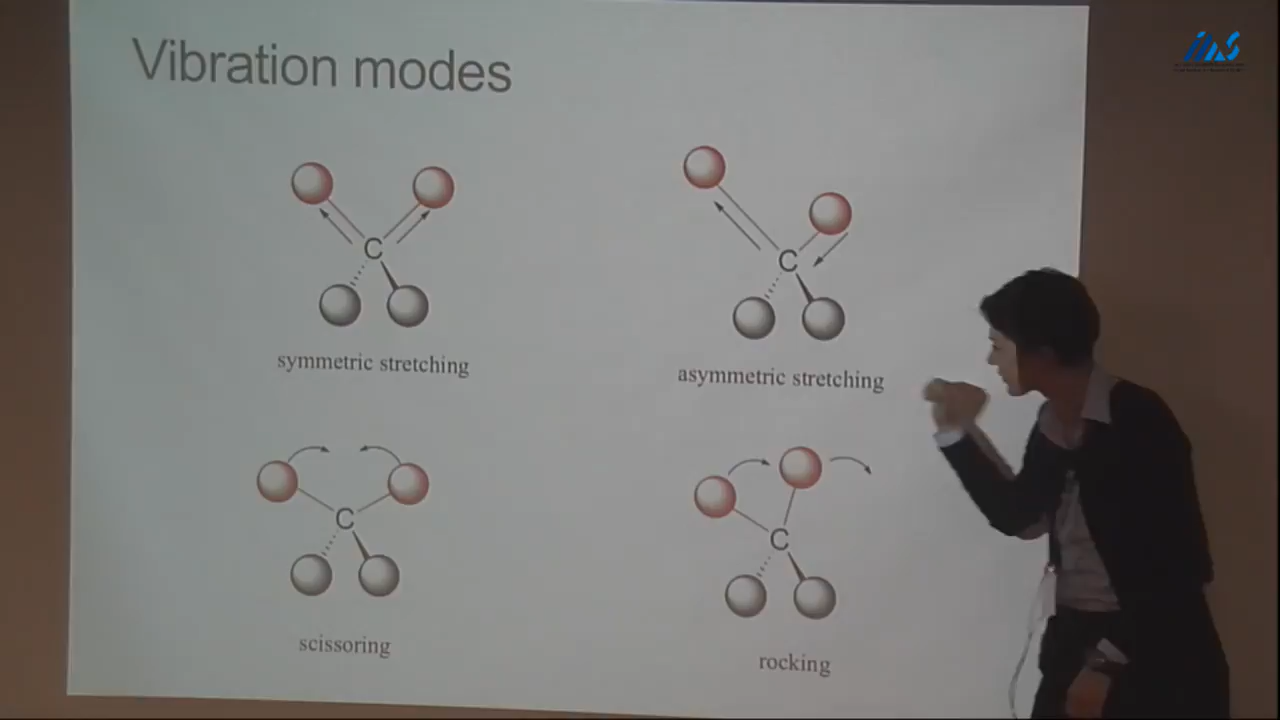 Vibration modes
C
C
symmetric stretching
asymmetric stretching
C
C
scissoring
rocking